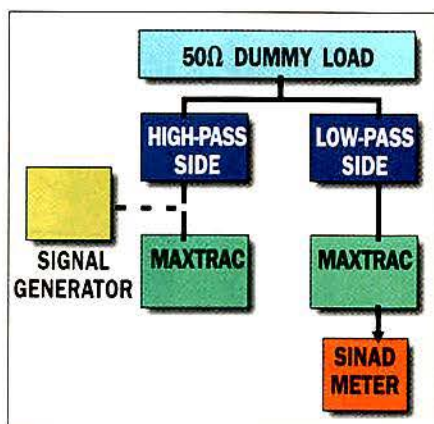 50Ω DUMMY LOAD
HIGH-PASS
SIDE
LOW-PASS
SIDE
SIGNAL
GENERATOR
MAXTRAC
MAXTRAC
SINAD
METER